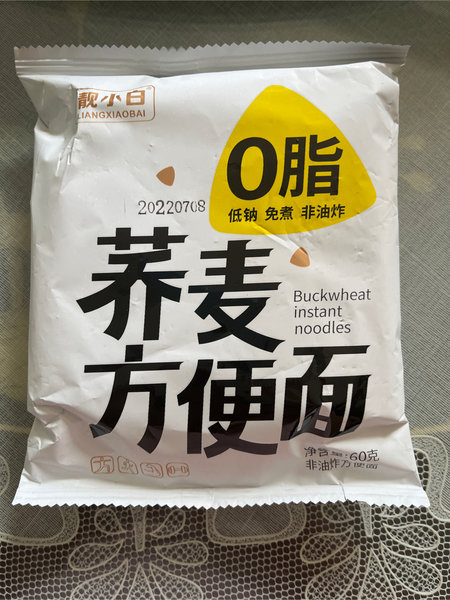 靓小白
LIANGXIAOBAI
0脂
低钠 免煮 非油炸
20220708
荞麦
Buckwheat
instant
noodles
方便面
净含量:60克
非油炸方便面